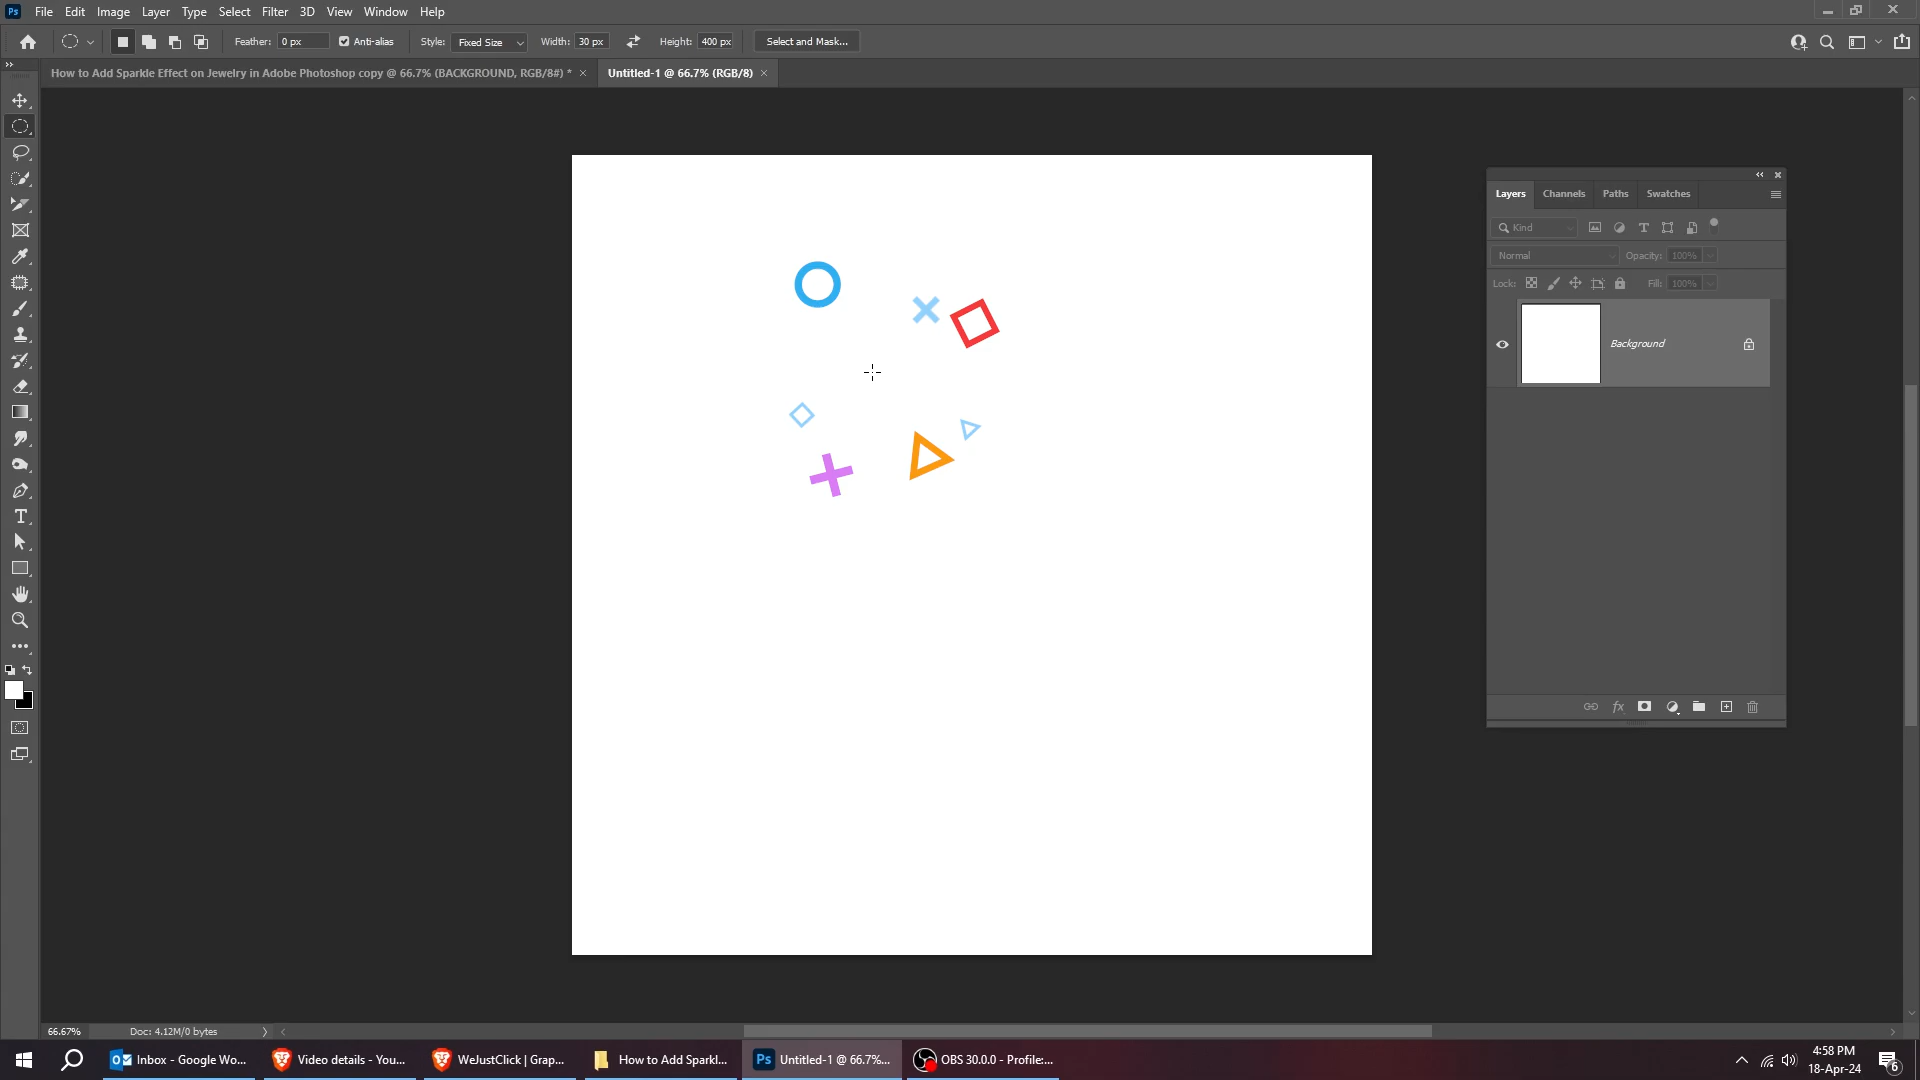 Ps File Edit Image Layer Type Select Filter 3D View Window Help
Feather: 0 px Anti-alias Style: Fixed Size Width: 30 px Height: 400 px Select and Mask...
How to Add Sparkle Effect on Jewelry in Adobe Photoshop copy @ 66.7% (BACKGROUND, RGB/8#) * Untitled-1 @ 66.7% (RGB/8)
Layers Channels Paths Swatches
Kind
Normal Opacity: 100%
Lock: Fill: 100%
Background
fx
66.67% Doc: 4.12M/0 bytes
Inbox - Google Wo... Video details - You... WeJustClick | Grap... How to Add Sparkl... Ps Untitled-1 @ 66.7%... OBS 30.0.0 - Profile:...
4:58 PM
18-Apr-24
6